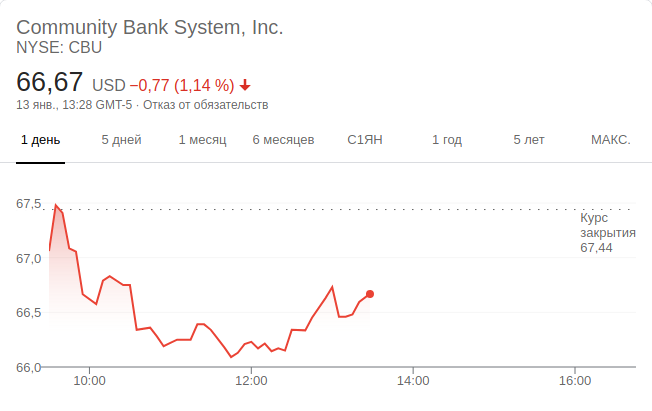 Community Bank System, Inc.
NYSE: CBU
66,67 USD −0,77 (1,14 %)
13 янв., 13:28 GMT-5 · Отказ от обязательств
1 день 5 дней 1 месяц 6 месяцев С1ЯН 1 год 5 лет МАКС.
67,5
Курс
закрытия
67,44
67,0
66,5
66,0
10:00 12:00 14:00 16:00